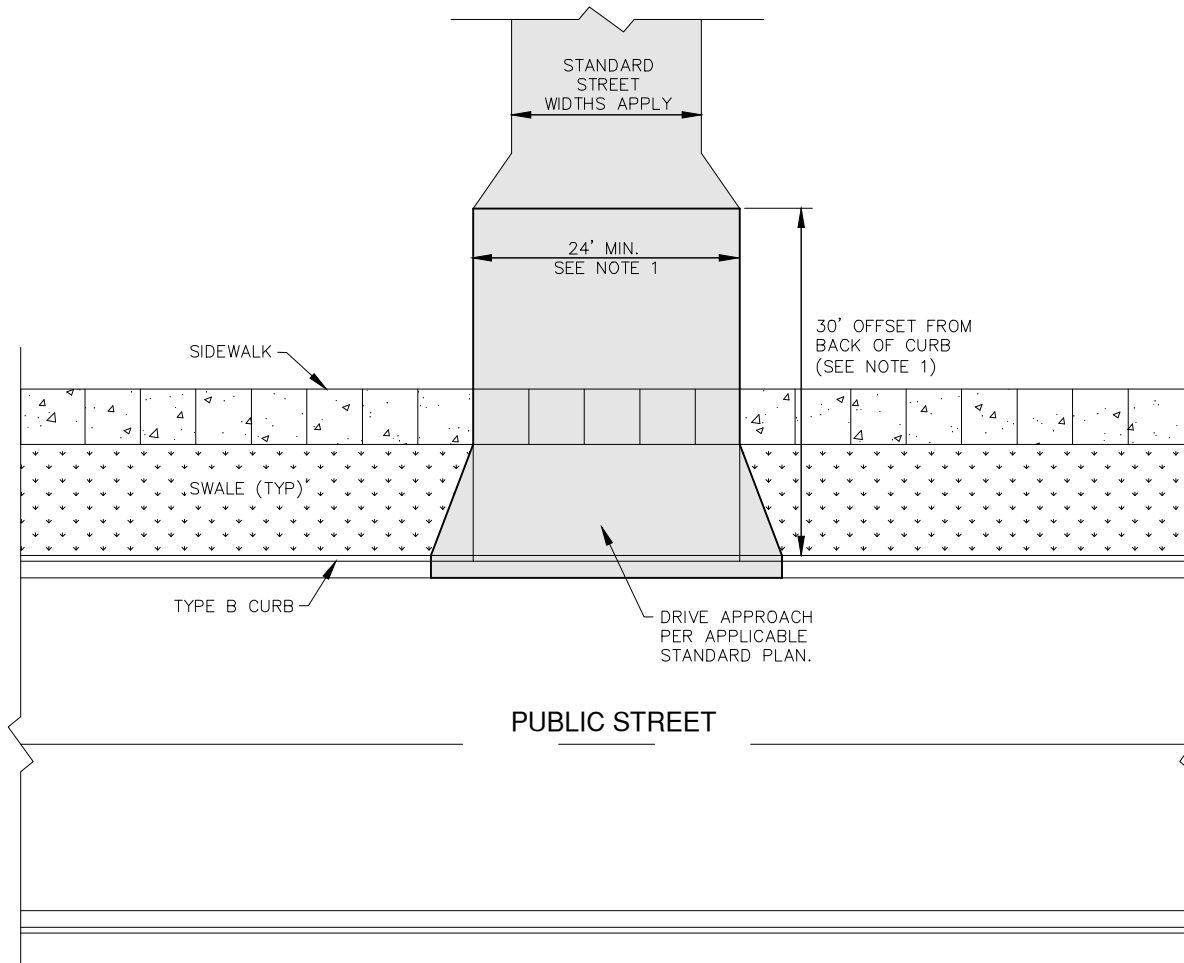 STANDARD
STREET
WIDTHS APPLY
24' MIN.
SEE NOTE 1
30' OFFSET FROM
BACK OF CURB
(SEE NOTE 1)
SIDEWALK
SWALE (TYP)
TYPE B CURB
DRIVE APPROACH
PER APPLICABLE
STANDARD PLAN.
PUBLIC STREET